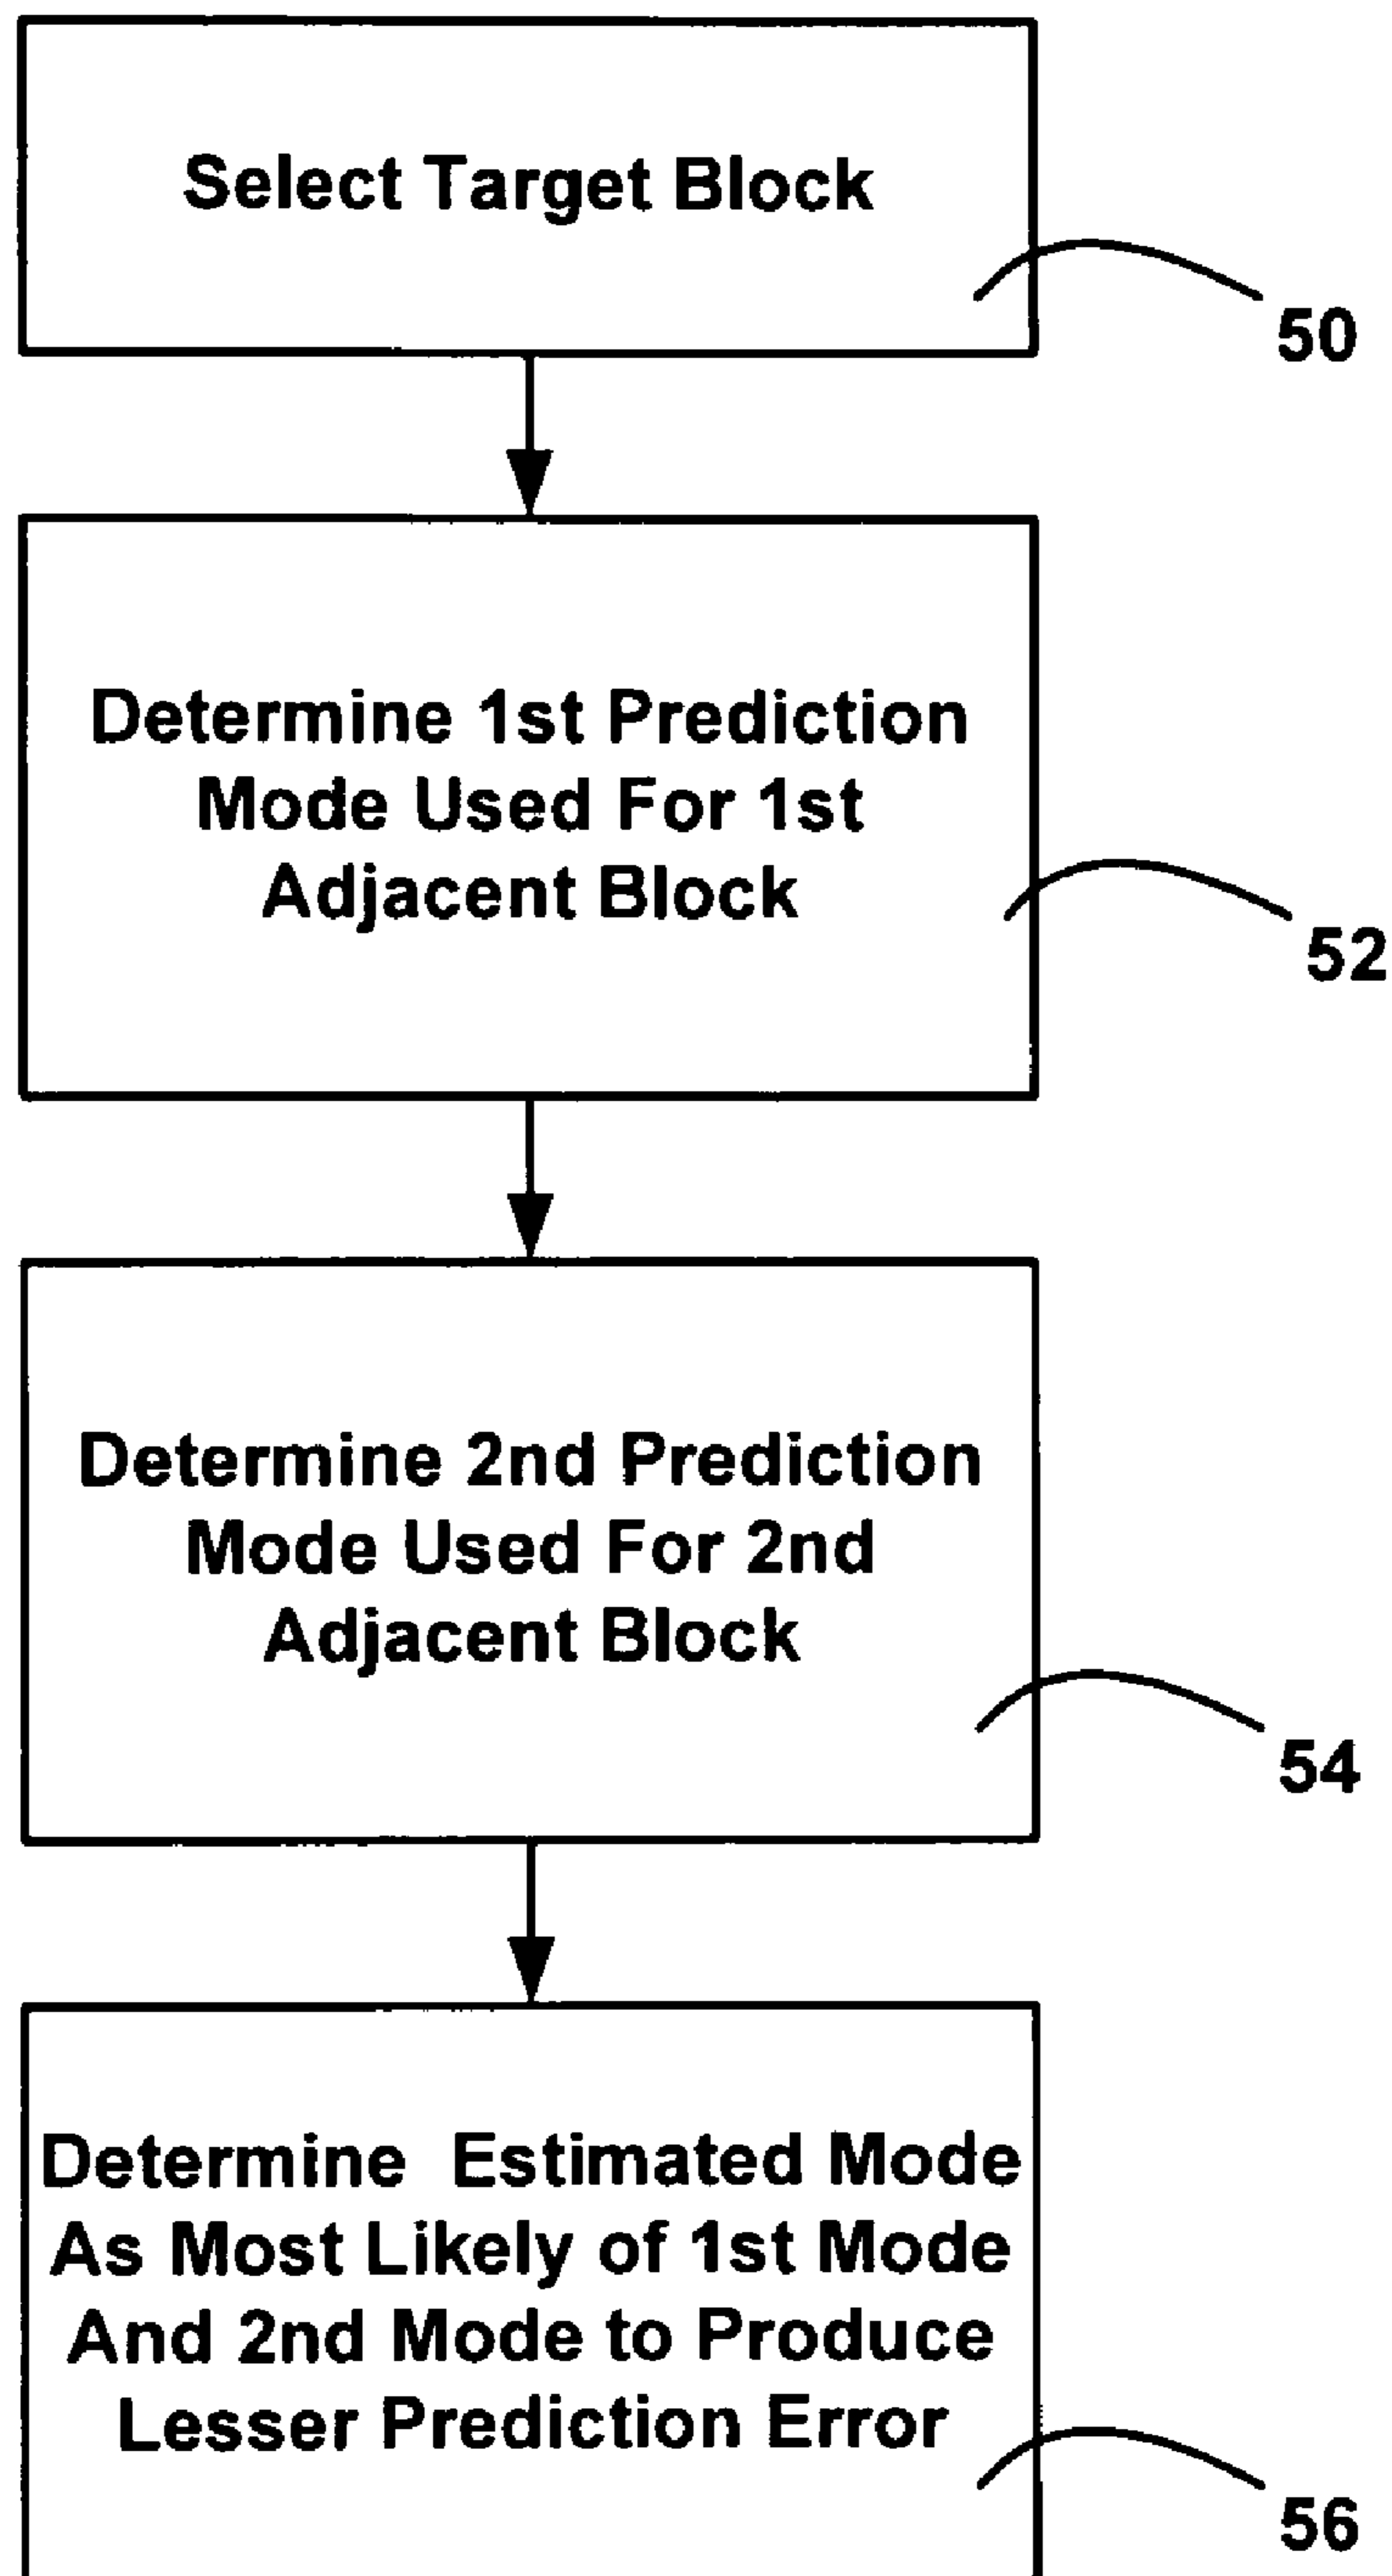 Select Target Block
50
Determine 1st Prediction
Mode Used For 1st
Adjacent Block
52
Determine 2nd Prediction
Mode Used For 2nd
Adjacent Block
54
Determine Estimated Mode
As Most Likely of 1st Mode
And 2nd Mode to Produce
Lesser Prediction Error
56